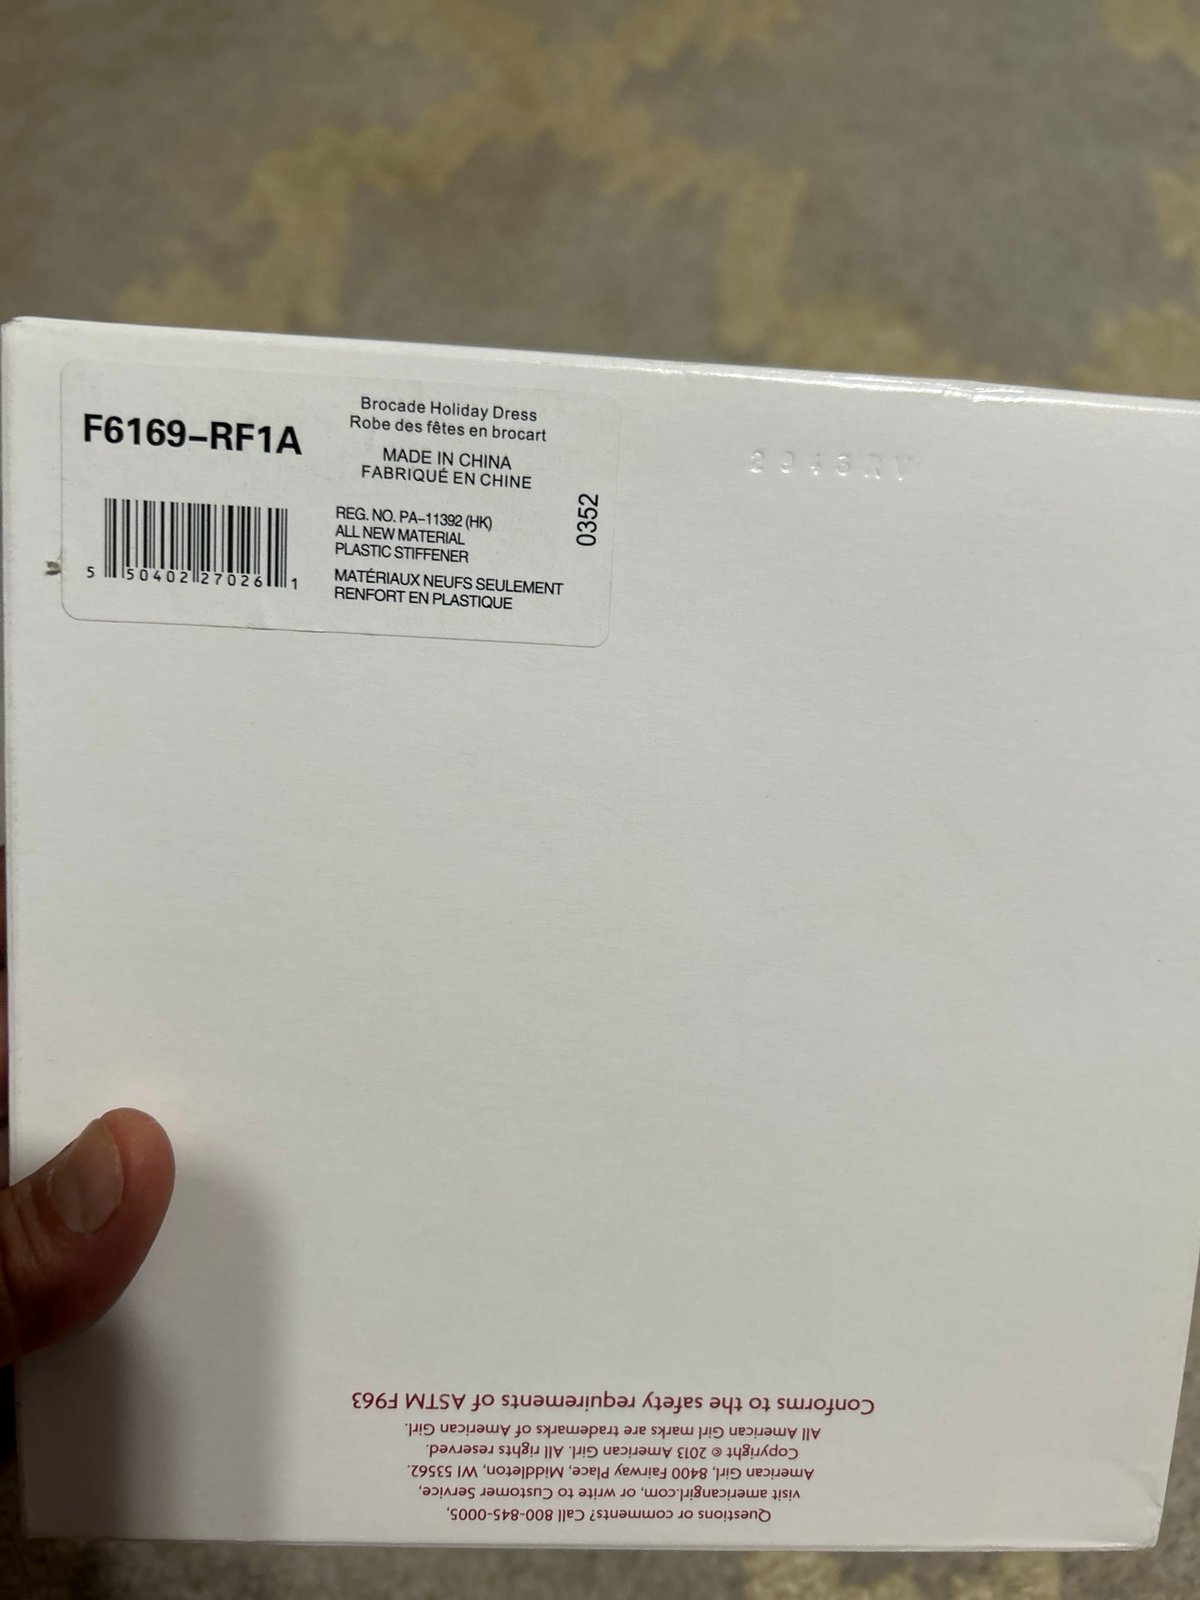 F6169–RF1A
Brocade Holiday Dress
Robe des fêtes en brocart
MADE IN CHINA
FABRIQUÉ EN CHINE
REG. NO. PA–11392 (HK)
ALL NEW MATERIAL
PLASTIC STIFFENER
MATÉRIAUX NEUFS SEULEMENT
RENFORT EN PLASTIQUE
5 50402 27026 1
0352
Conforms to the safety requirements of ASTM F963
All American Girl marks are trademarks of American Girl.
Copyright © 2013 American Girl. All rights reserved.
American Girl, 8400 Fairway Place, Middleton, WI 53562.
visit americangirl.com, or write to Customer Service,
Questions or comments? Call 800-845-0005,